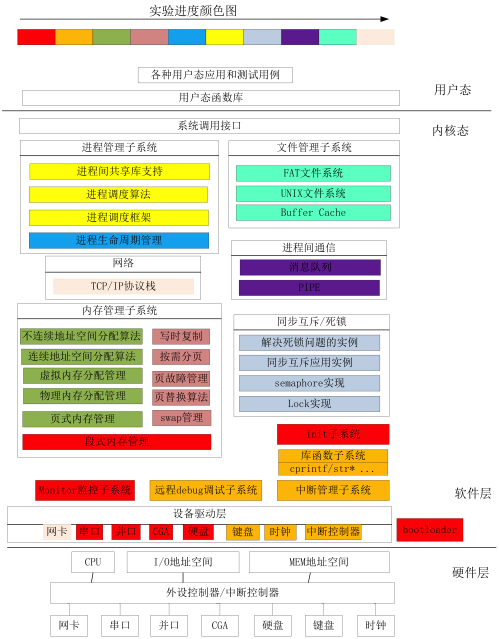 实验进度颜色图
各种用户态应用和测试用例
用户态函数库
用户态
系统调用接口
内核态
进程管理子系统
进程间共享库支持
进程调度算法
进程调度框架
进程生命周期管理
文件管理子系统
FAT文件系统
UNIX文件系统
Buffer Cache
网络
TCP/IP协议栈
进程间通信
消息队列
PIPE
内存管理子系统
不连续地址空间分配算法
连续地址空间分配算法
虚拟内存分配管理
物理内存分配管理
页式内存管理
段式内存管理
写时复制
按需分页
页故障管理
页替换算法
swap管理
同步互斥/死锁
解决死锁问题的实例
同步互斥应用实例
semaphore实现
Lock实现
init子系统
库函数子系统
cprintf/str* ...
Monitor监控子系统
远程debug调试子系统
中断管理子系统
软件层
设备驱动层
网卡
串口
并口
CGA
硬盘
键盘
时钟
中断控制器
bootloader
硬件层
CPU
I/O地址空间
MEM地址空间
外设控制器/中断控制器
网卡
串口
并口
CGA
硬盘
键盘
时钟